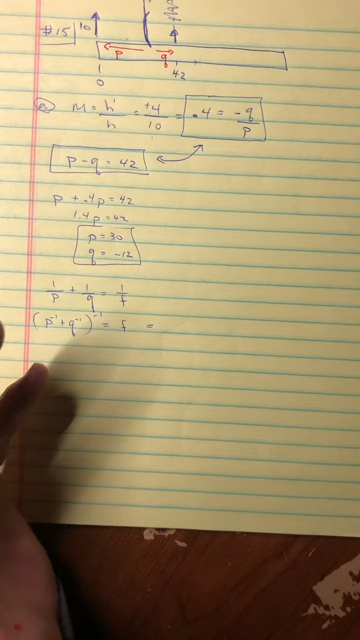 #15
10
p q
0 42
a M = h'/h = +4/10 = .4 = -q/p
p - q = 42
p + .4p = 42
1.4p = 42
p = 30
q = -12
1/p + 1/q = 1/f
(p⁻¹ + q⁻¹)⁻¹ = f =